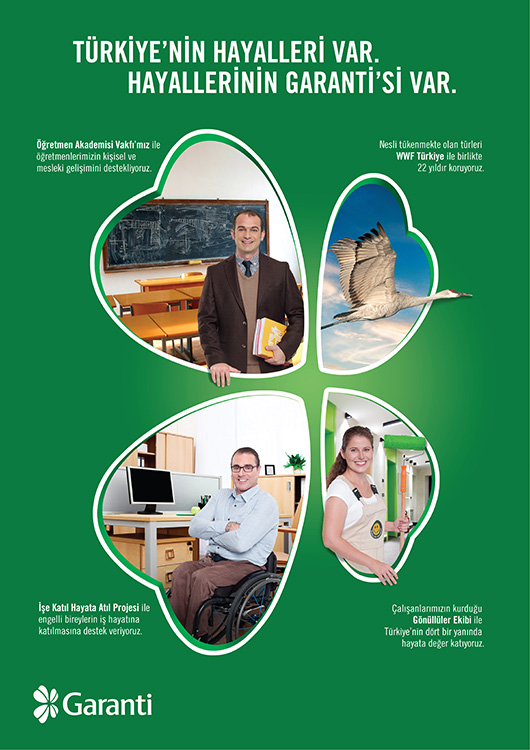 TÜRKİYE'NİN HAYALLERİ VAR.
HAYALLERİNİN GARANTİ'Sİ VAR.
Öğretmen Akademisi Vakfı'mız ile
öğretmenlerimizin kişisel ve
mesleki gelişimini destekliyoruz.
Nesli tükenmekte olan türleri
WWF Türkiye ile birlikte
22 yıldır koruyoruz.
İşe Katıl Hayata Atıl Projesi ile
engelli bireylerin iş hayatına
katılmasına destek veriyoruz.
Çalışanlarımızın kurduğu
Gönüllüler Ekibi ile
Türkiye'nin dört bir yanında
hayata değer katıyoruz.
Garanti